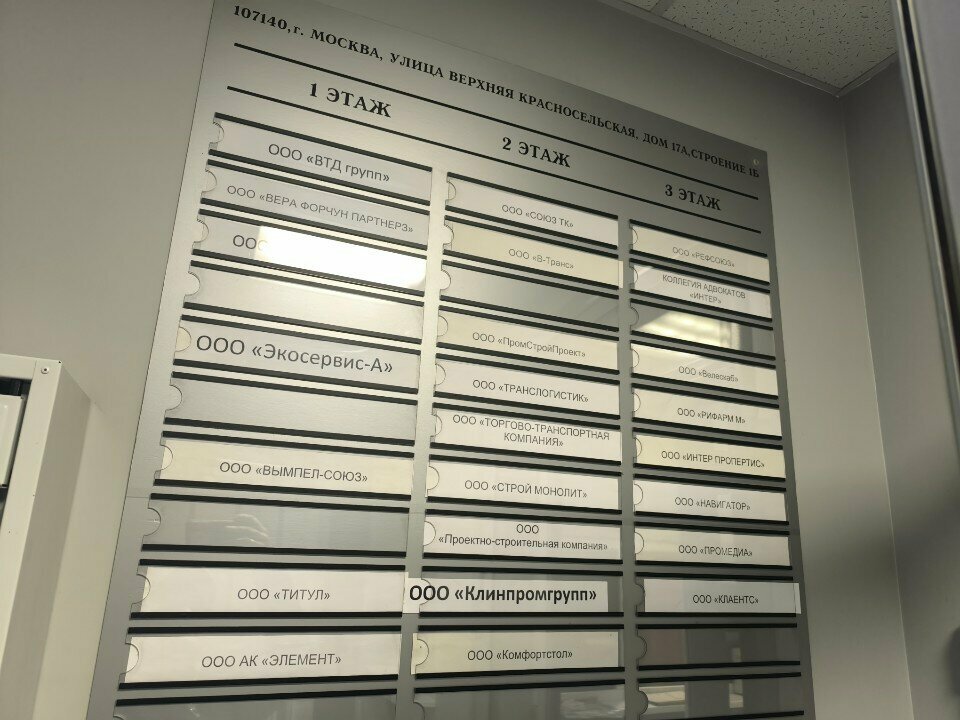 107140,г. МОСКВА, УЛИЦА ВЕРХНЯЯ КРАСНОСЕЛЬСКАЯ, ДОМ 17А,СТРОЕНИЕ 1Б
1 ЭТАЖ
ООО «ВТД групп»
ООО «ВЕРА ФОРЧУН ПАРТНЕРЗ»
ООО
ООО «Экосервис-А»
ООО «ВЫМПЕЛ-СОЮЗ»
ООО «ТИТУЛ»
ООО АК «ЭЛЕМЕНТ»
2 ЭТАЖ
ООО «СОЮЗ ТК»
ООО «В-Транс»
ООО «ПромСтройПроект»
ООО «ТРАНСЛОГИСТИК»
ООО «ТОРГОВО-ТРАНСПОРТНАЯ
КОМПАНИЯ»
ООО «СТРОЙ МОНОЛИТ»
ООО
«Проектно-строительная компания»
ООО «Клинпромгрупп»
ООО «Комфортстол»
3 ЭТАЖ
ООО «РЕФСОЮЗ»
КОЛЛЕГИЯ АДВОКАТОВ
«ИНТЕР»
ООО «Велесхаб»
ООО «РИФАРМ М»
ООО «ИНТЕР ПРОПЕРТИС»
ООО «НАВИГАТОР»
ООО «ПРОМЕДИА»
ООО «КЛАЕНТС»